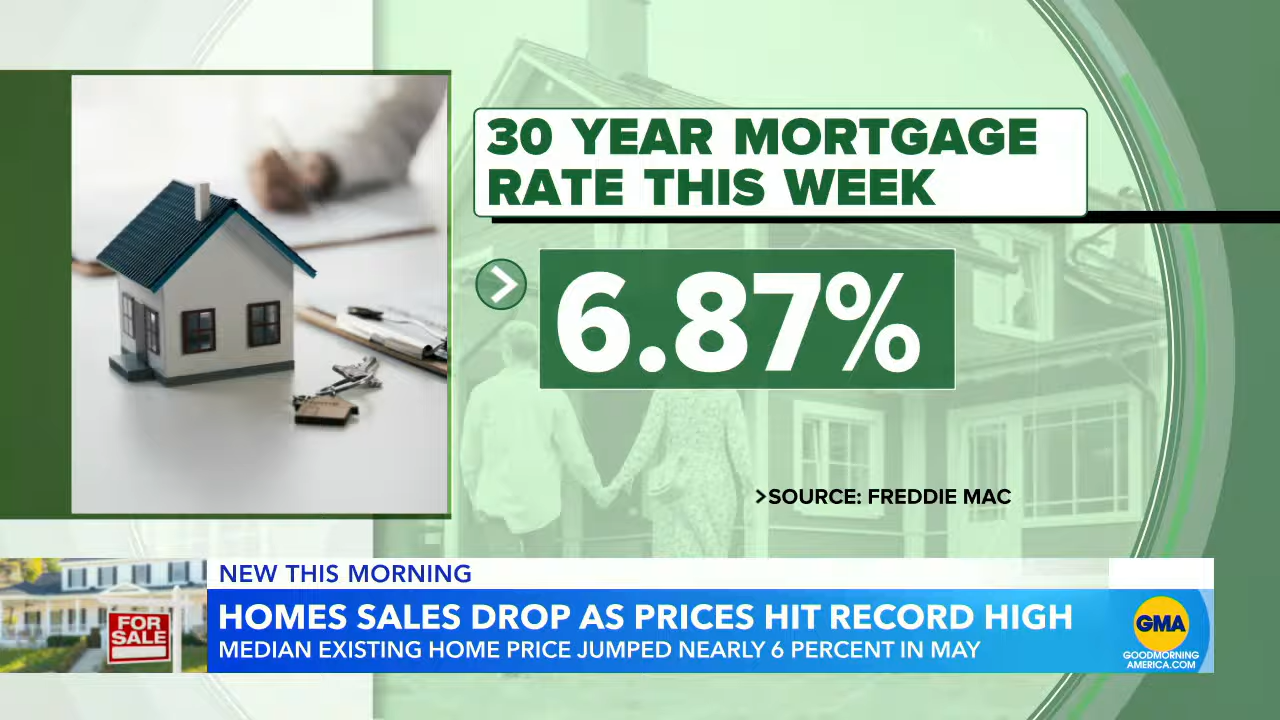 30 YEAR MORTGAGE
RATE THIS WEEK
6.87%
>SOURCE: FREDDIE MAC
NEW THIS MORNING
HOMES SALES DROP AS PRICES HIT RECORD HIGH
MEDIAN EXISTING HOME PRICE JUMPED NEARLY 6 PERCENT IN MAY
FOR
SALE
GMA
GOODMORNING
AMERICA.COM